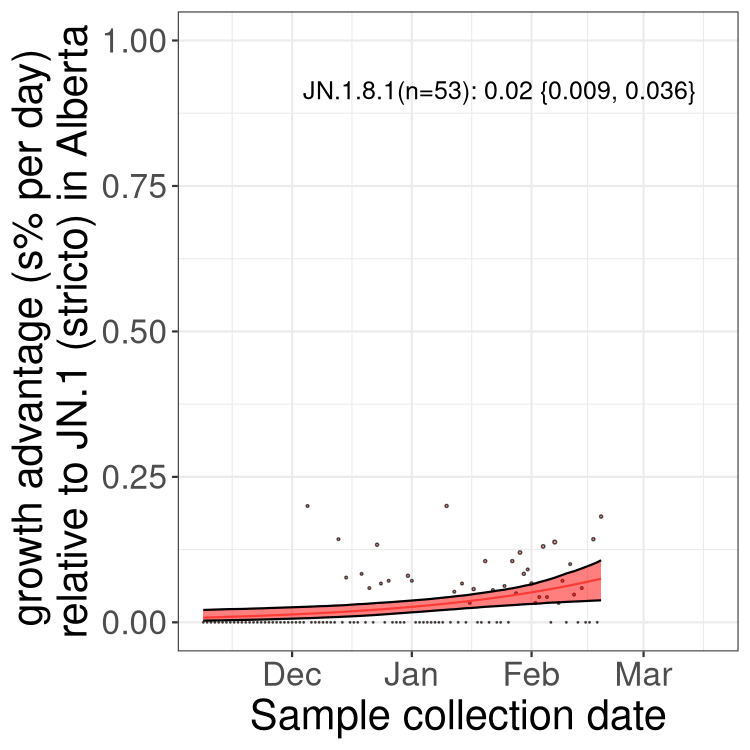 growth advantage (s% per day)
relative to JN.1 (stricto) in Alberta
1.00
0.75
0.50
0.25
0.00
JN.1.8.1(n=53): 0.02 {0.009, 0.036}
Dec Jan Feb Mar
Sample collection date